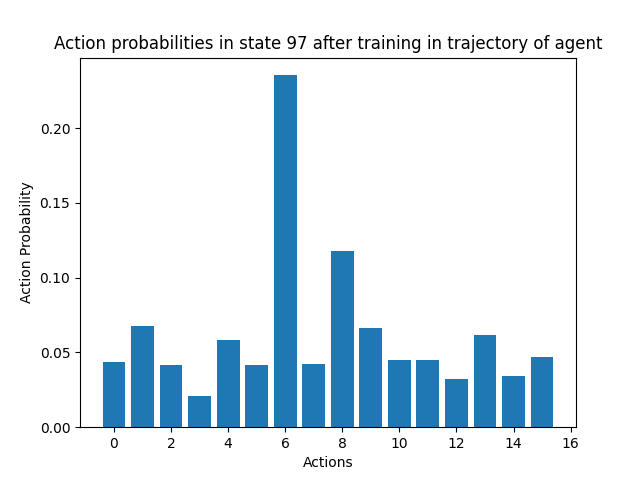 Action probabilities in state 97 after training in trajectory of agent
Action Probability
0.20
0.15
0.10
0.05
0.00
0 2 4 6 8 10 12 14 16
Actions